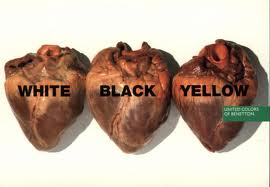 WHITE BLACK YELLOW
UNITED COLORS
OF BENETTON.